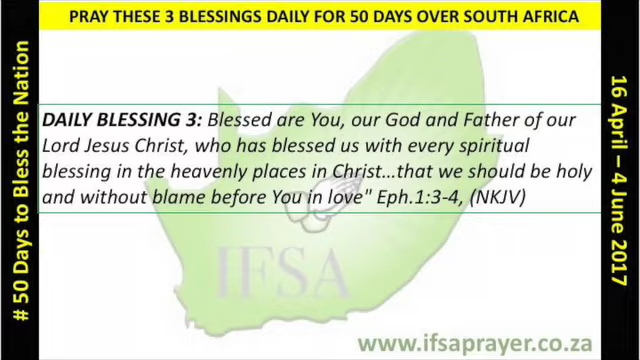 PRAY THESE 3 BLESSINGS DAILY FOR 50 DAYS OVER SOUTH AFRICA
# 50 Days to Bless the Nation
DAILY BLESSING 3: Blessed are You, our God and Father of our
Lord Jesus Christ, who has blessed us with every spiritual
blessing in the heavenly places in Christ...that we should be holy
and without blame before You in love" Eph.1:3-4, (NKJV)
16 April – 4 June 2017
IFSA
www.ifsaprayer.co.za